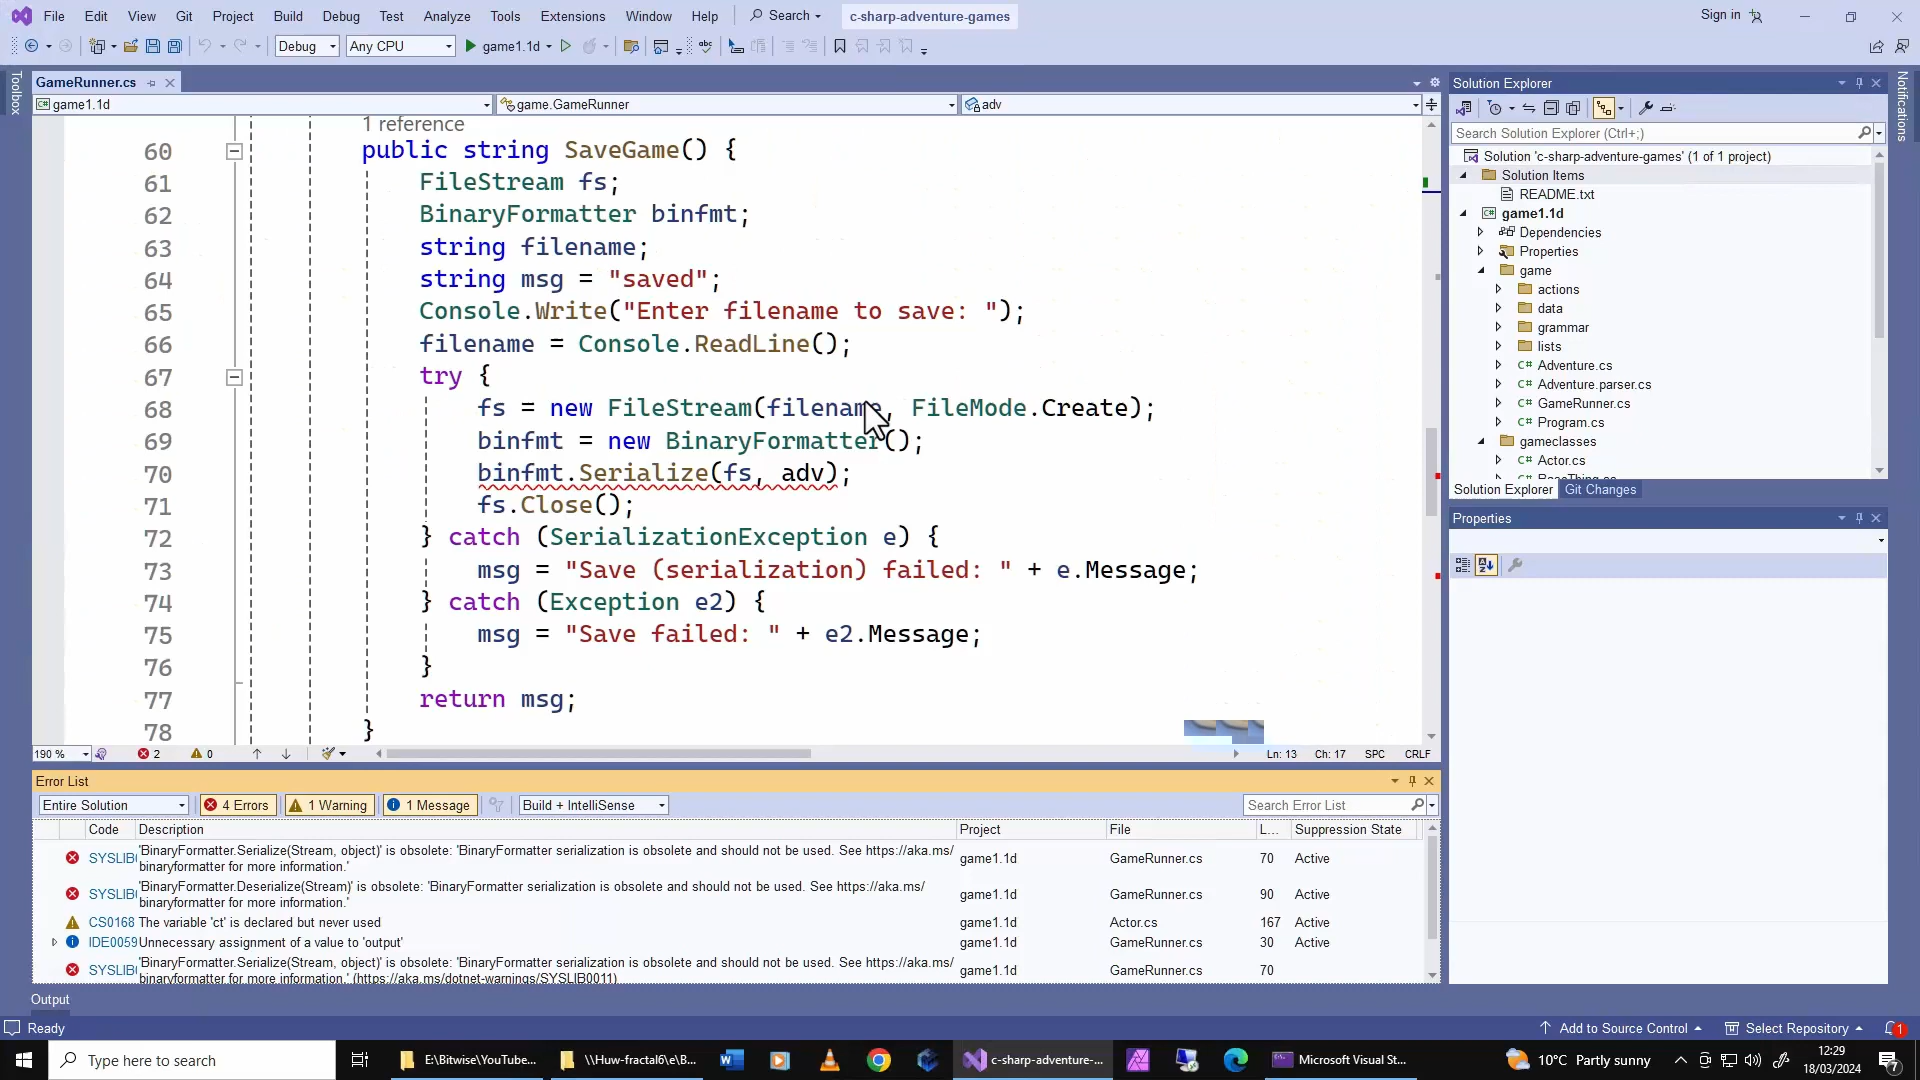 File Edit View Git Project Build Debug Test Analyze Tools Extensions Window Help Search c-sharp-adventure-games Sign in
Debug Any CPU game1.1d
Toolbox
GameRunner.cs
game1.1d game.GameRunner adv
1 reference
60 public string SaveGame() {
61 FileStream fs;
62 BinaryFormatter binfmt;
63 string filename;
64 string msg = "saved";
65 Console.Write("Enter filename to save: ");
66 filename = Console.ReadLine();
67 try {
68 fs = new FileStream(filename, FileMode.Create);
69 binfmt = new BinaryFormatter();
70 binfmt.Serialize(fs, adv);
71 fs.Close();
72 } catch (SerializationException e) {
73 msg = "Save (serialization) failed: " + e.Message;
74 } catch (Exception e2) {
75 msg = "Save failed: " + e2.Message;
76 }
77 return msg;
78 }
190 % 2 0 Ln: 13 Ch: 17 SPC CRLF
Error List
Entire Solution 4 Errors 1 Warning 1 Message Build + IntelliSense Search Error List
Code Description Project File L... Suppression State
SYSLIB 'BinaryFormatter.Serialize(Stream, object)' is obsolete: 'BinaryFormatter serialization is obsolete and should not be used. See https://aka.ms/
binaryformatter for more information.' game1.1d GameRunner.cs 70 Active
SYSLIB 'BinaryFormatter.Deserialize(Stream)' is obsolete: 'BinaryFormatter serialization is obsolete and should not be used. See https://aka.ms/
binaryformatter for more information.' game1.1d GameRunner.cs 90 Active
CS0168 The variable 'ct' is declared but never used game1.1d Actor.cs 167 Active
IDE0059 Unnecessary assignment of a value to 'output' game1.1d GameRunner.cs 30 Active
SYSLIB 'BinaryFormatter.Serialize(Stream, object)' is obsolete: 'BinaryFormatter serialization is obsolete and should not be used. See https://aka.ms/
binaryformatter for more information.' (https://aka.ms/dotnet-warnings/SYSLIB0011) game1.1d GameRunner.cs 70
Output
Solution Explorer
Search Solution Explorer (Ctrl+;)
Solution 'c-sharp-adventure-games' (1 of 1 project)
Solution Items
README.txt
game1.1d
Dependencies
Properties
game
actions
data
grammar
lists
C# Adventure.cs
C# Adventure.parser.cs
C# GameRunner.cs
C# Program.cs
gameclasses
C# Actor.cs
Solution Explorer Git Changes
Properties
Notifications
Ready Add to Source Control Select Repository 1
Type here to search E:\Bitwise\YouTube... \\Huw-fractal6\e\B... c-sharp-adventure-... Microsoft Visual St... 10°C Partly sunny 12:29
18/03/2024 7